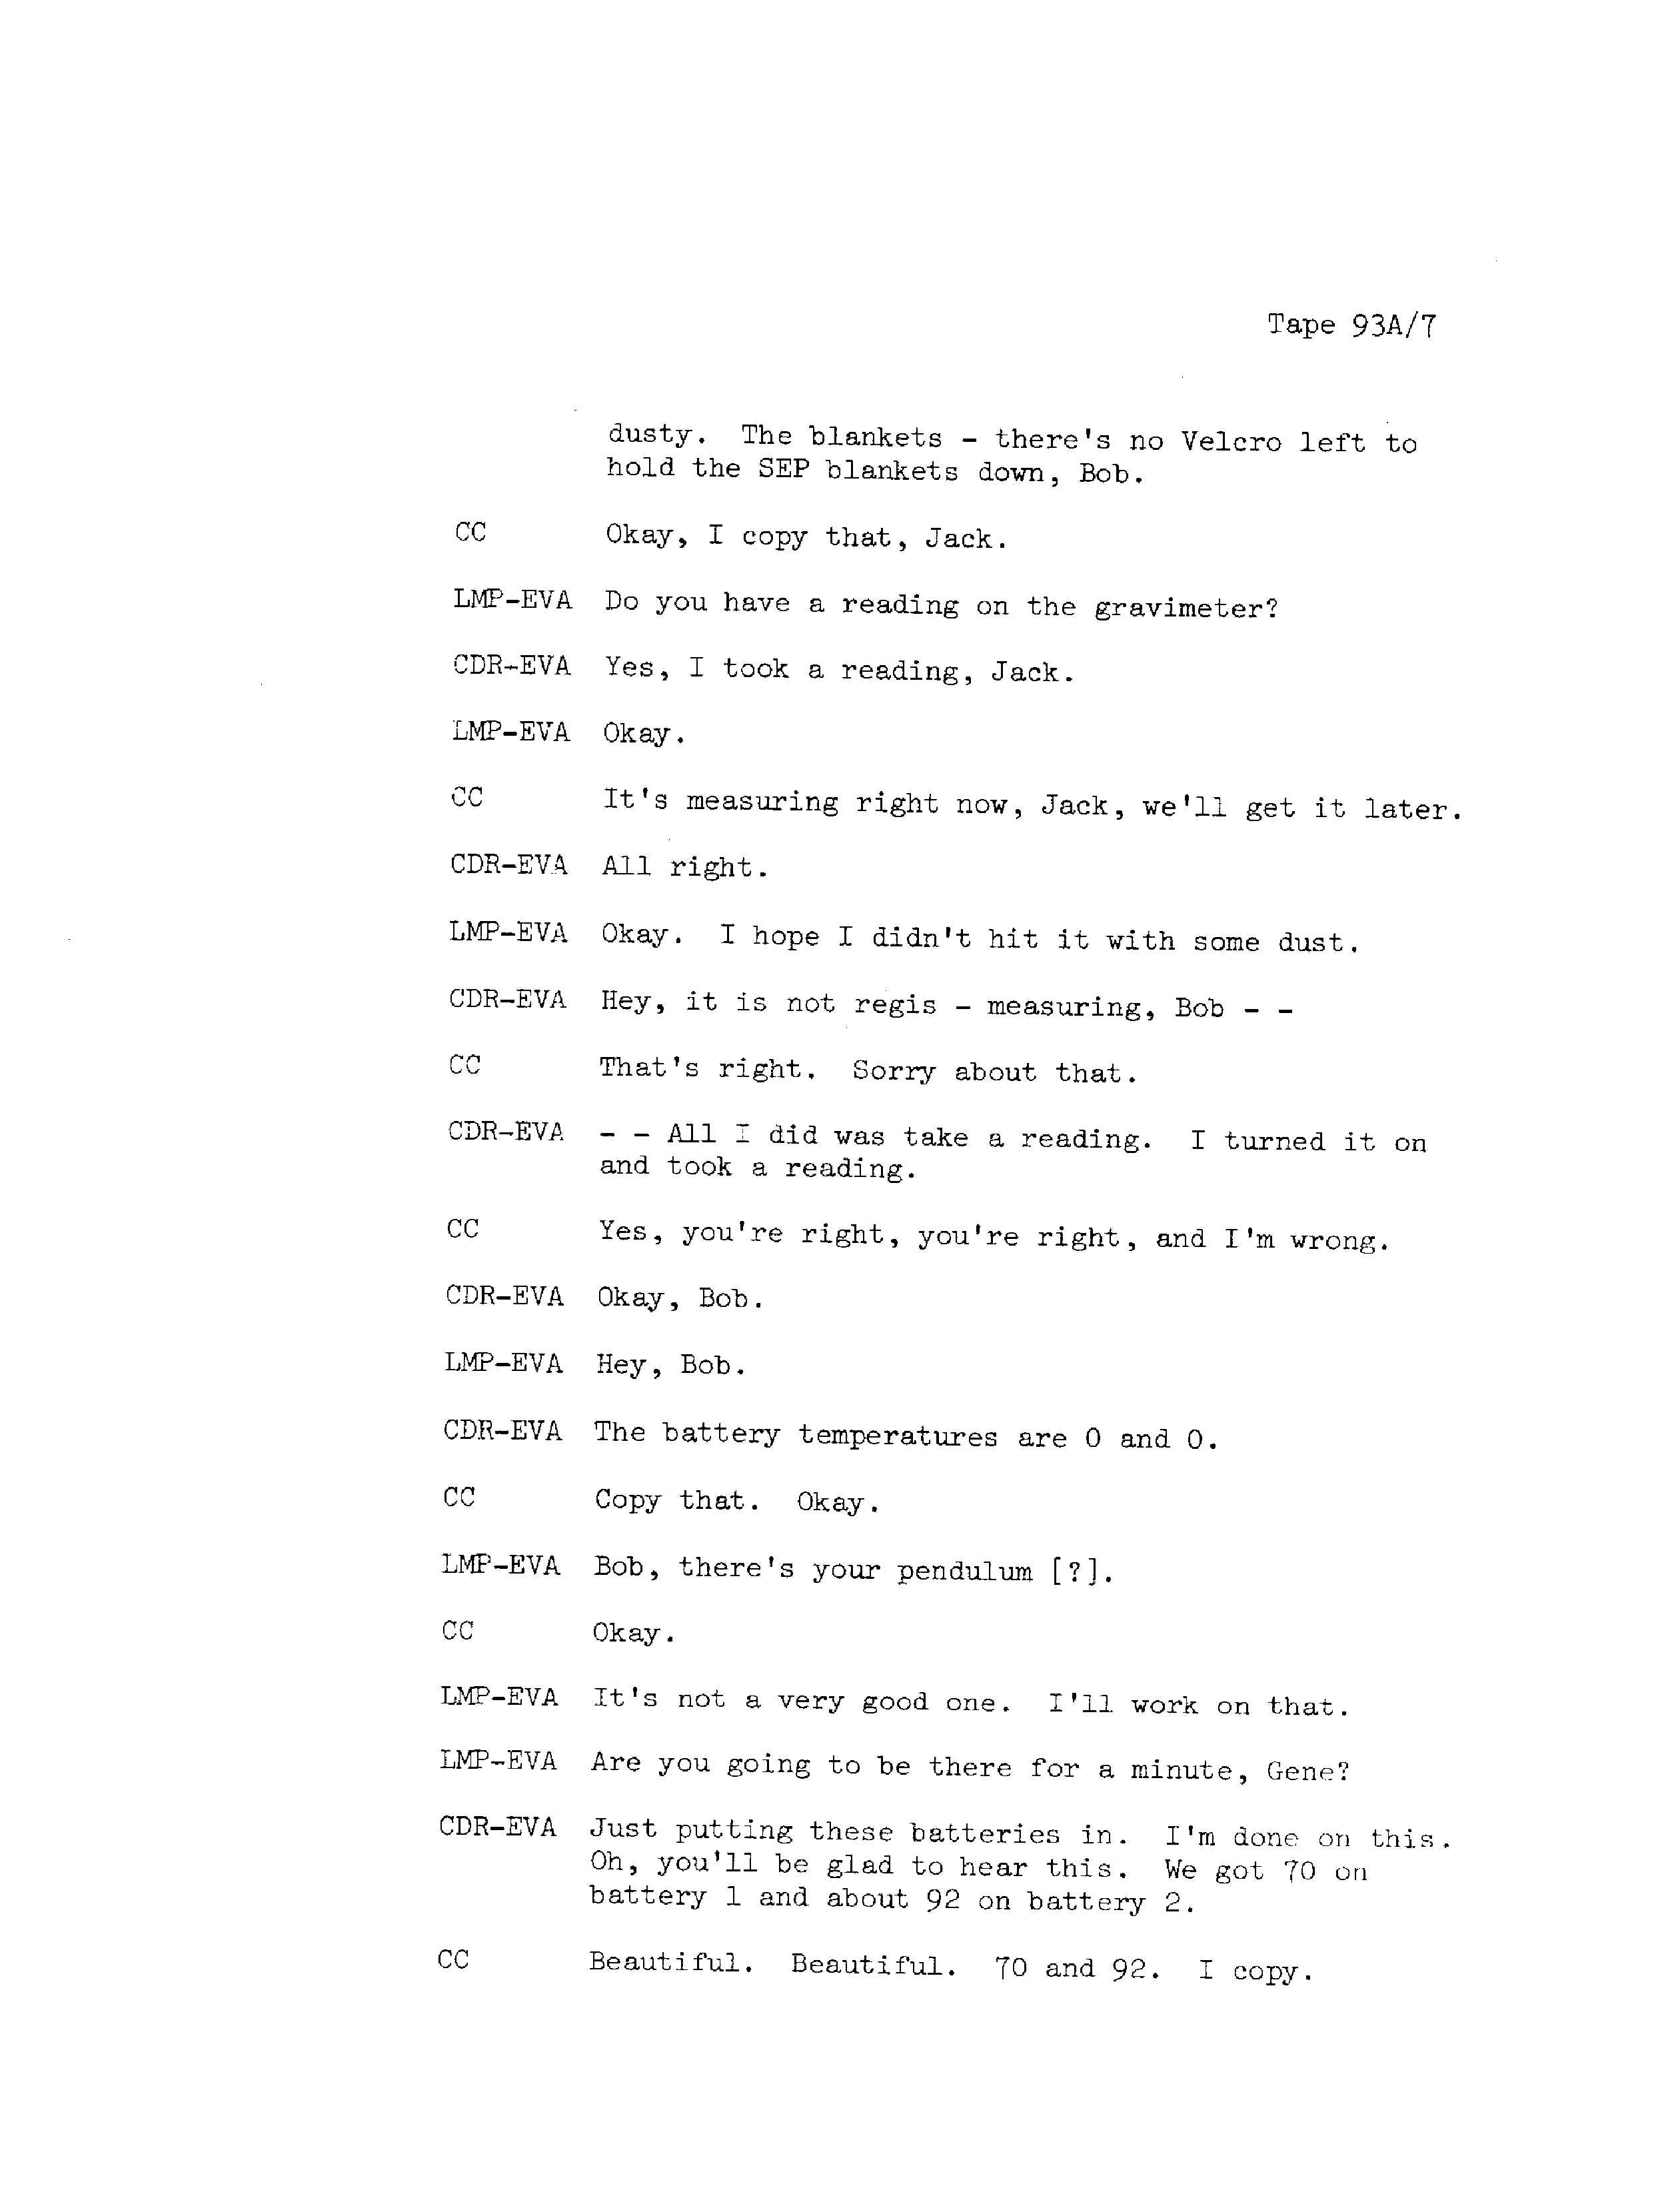 Tape 93A/7
dusty. The blankets - there's no Velcro left to
hold the SEP blankets down, Bob.
CC Okay, I copy that, Jack.
LMP-EVA Do you have a reading on the gravimeter?
CDR-EVA Yes, I took a reading, Jack.
LMP-EVA Okay.
CC It's measuring right now, Jack, we'll get it later.
CDR-EVA All right.
LMP-EVA Okay. I hope I didn't hit it with some dust.
CDR-EVA Hey, it is not regis - measuring, Bob - -
CC That's right. Sorry about that.
CDR-EVA - - All I did was take a reading. I turned it on
and took a reading.
CC Yes, you're right, you're right, and I'm wrong.
CDR-EVA Okay, Bob.
LMP-EVA Hey, Bob.
CDR-EVA The battery temperatures are 0 and 0.
CC Copy that. Okay.
LMP-EVA Bob, there's your pendulum [?].
CC Okay.
LMP-EVA It's not a very good one. I'll work on that.
LMP-EVA Are you going to be there for a minute, Gene?
CDR-EVA Just putting these batteries in. I'm done on this.
Oh, you'll be glad to hear this. We got 70 on
battery 1 and about 92 on battery 2.
CC Beautiful. Beautiful. 70 and 92. I copy.